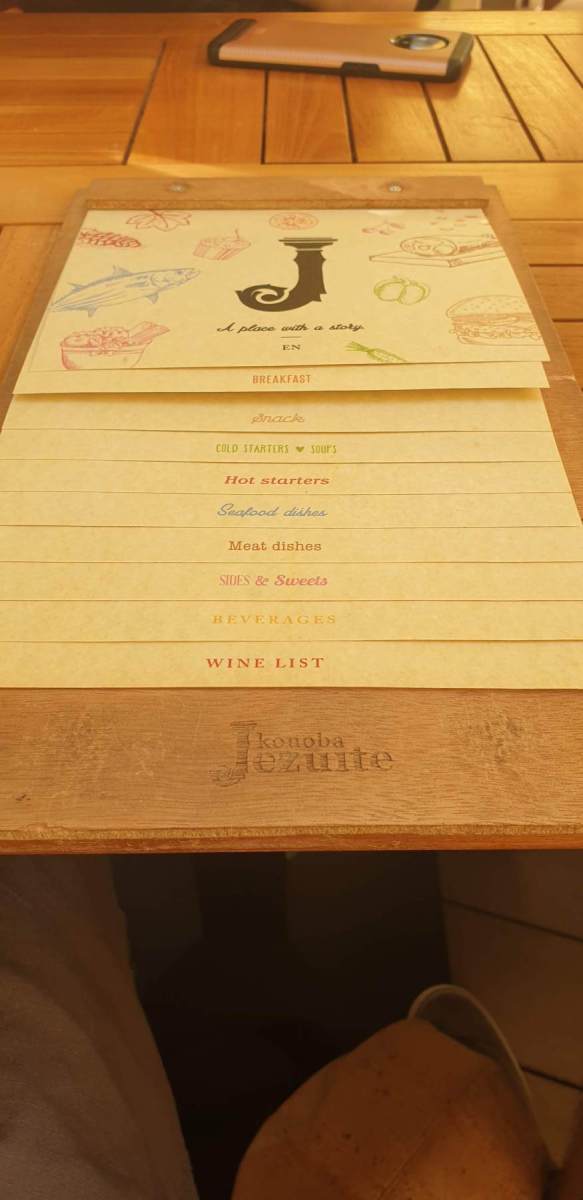 J
A place with a story.
EN
BREAKFAST
Snack
COLD STARTERS ♥ SOUPS
Hot starters
Seafood dishes
Meat dishes
SIDES & Sweets
BEVERAGES
WINE LIST
konoba
Jezuite